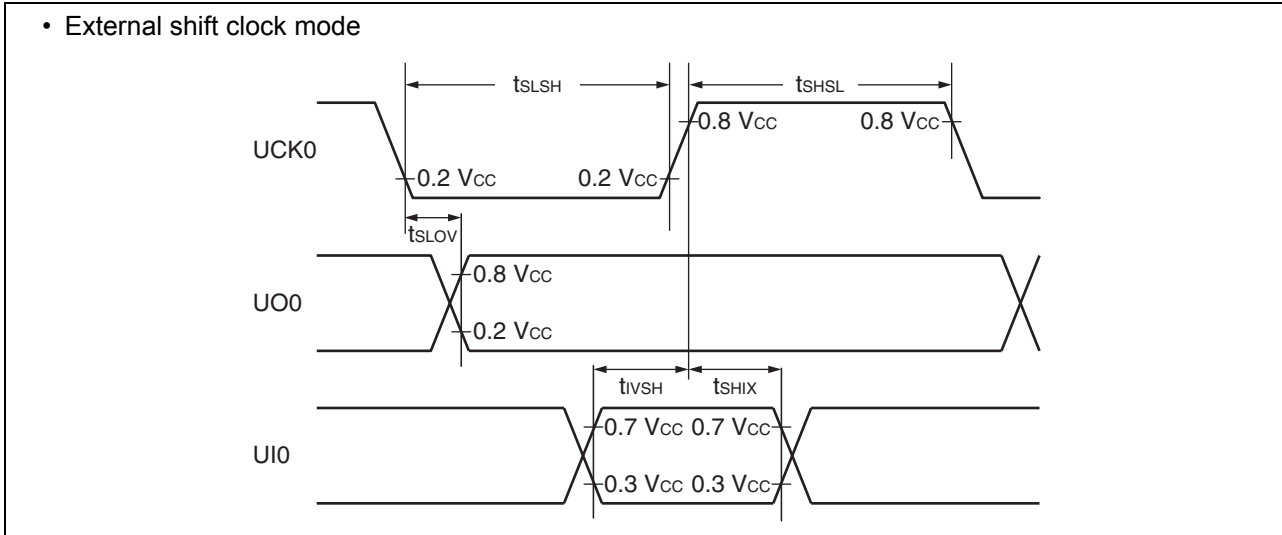 • External shift clock mode
tSLSH tSHSL
0.8 VCC 0.8 VCC
UCK0
0.2 VCC 0.2 VCC
tSLOV
0.8 VCC
UO0
0.2 VCC
tIVSH tSHIX
0.7 VCC 0.7 VCC
UI0
0.3 VCC 0.3 VCC